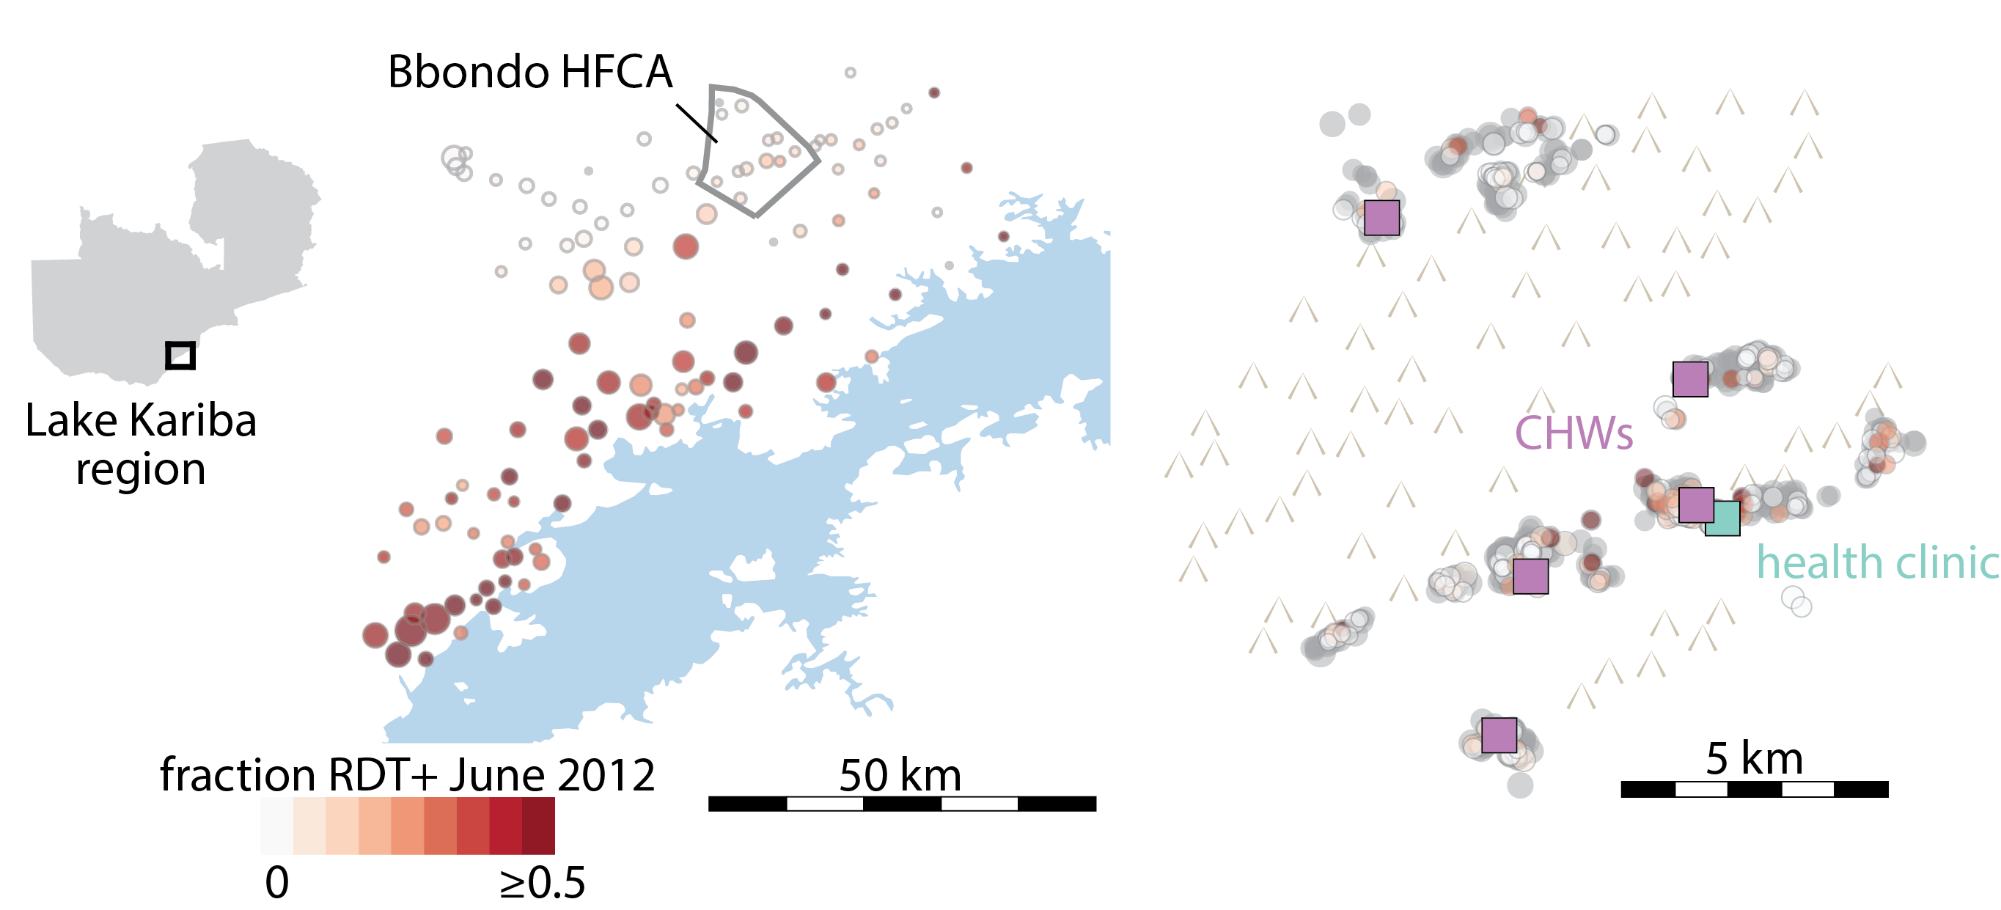 Bbondo HFCA
Lake Kariba
region
CHWs
health clinic
fraction RDT+ June 2012
0
≥0.5
50 km
5 km